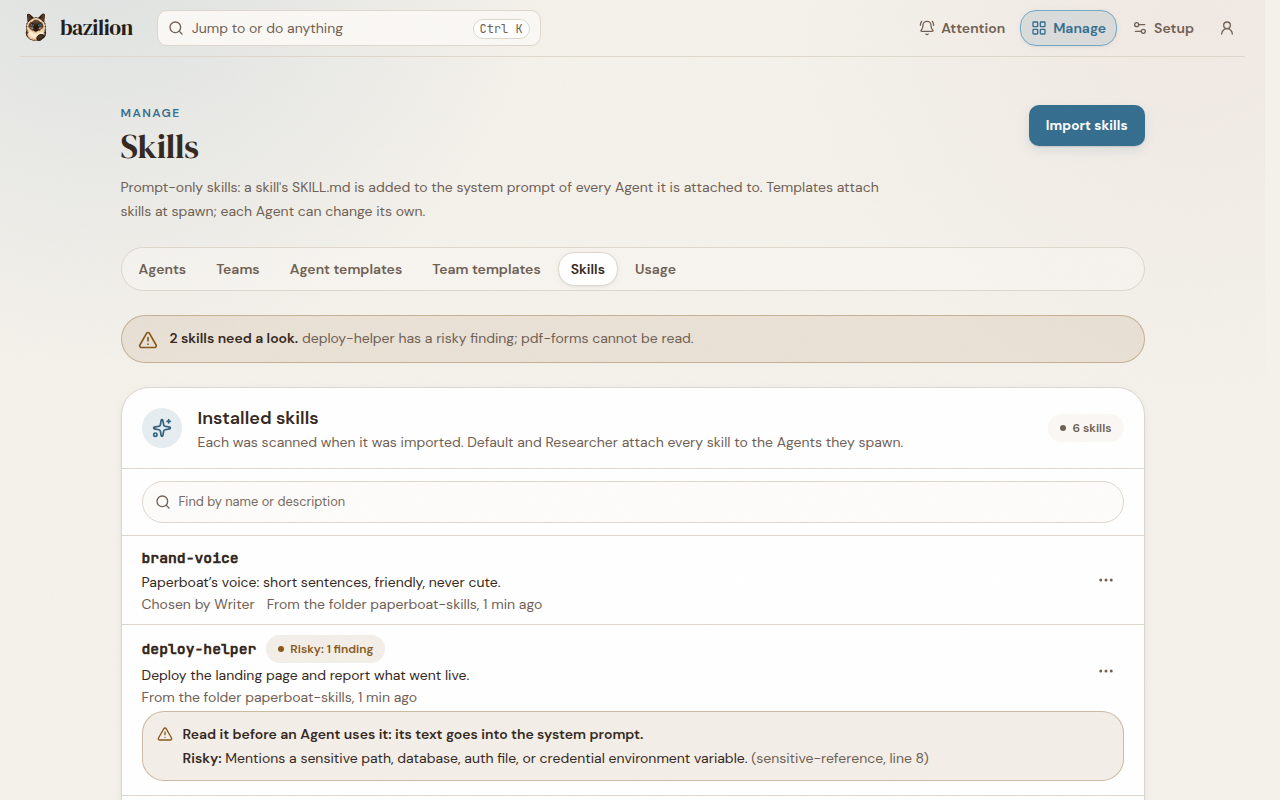 bazilion
Jump to or do anything
Ctrl K
Attention
Manage
Setup
MANAGE
Skills
Import skills
Prompt-only skills: a skill's SKILL.md is added to the system prompt of every Agent it is attached to. Templates attach
skills at spawn; each Agent can change its own.
Agents
Teams
Agent templates
Team templates
Skills
Usage
2 skills need a look. deploy-helper has a risky finding; pdf-forms cannot be read.
Installed skills
Each was scanned when it was imported. Default and Researcher attach every skill to the Agents they spawn.
6 skills
Find by name or description
brand-voice
Paperboat’s voice: short sentences, friendly, never cute.
Chosen by Writer From the folder paperboat-skills, 1 min ago
deploy-helper
Risky: 1 finding
Deploy the landing page and report what went live.
From the folder paperboat-skills, 1 min ago
Read it before an Agent uses it: its text goes into the system prompt.
Risky: Mentions a sensitive path, database, auth file, or credential environment variable. (sensitive-reference, line 8)